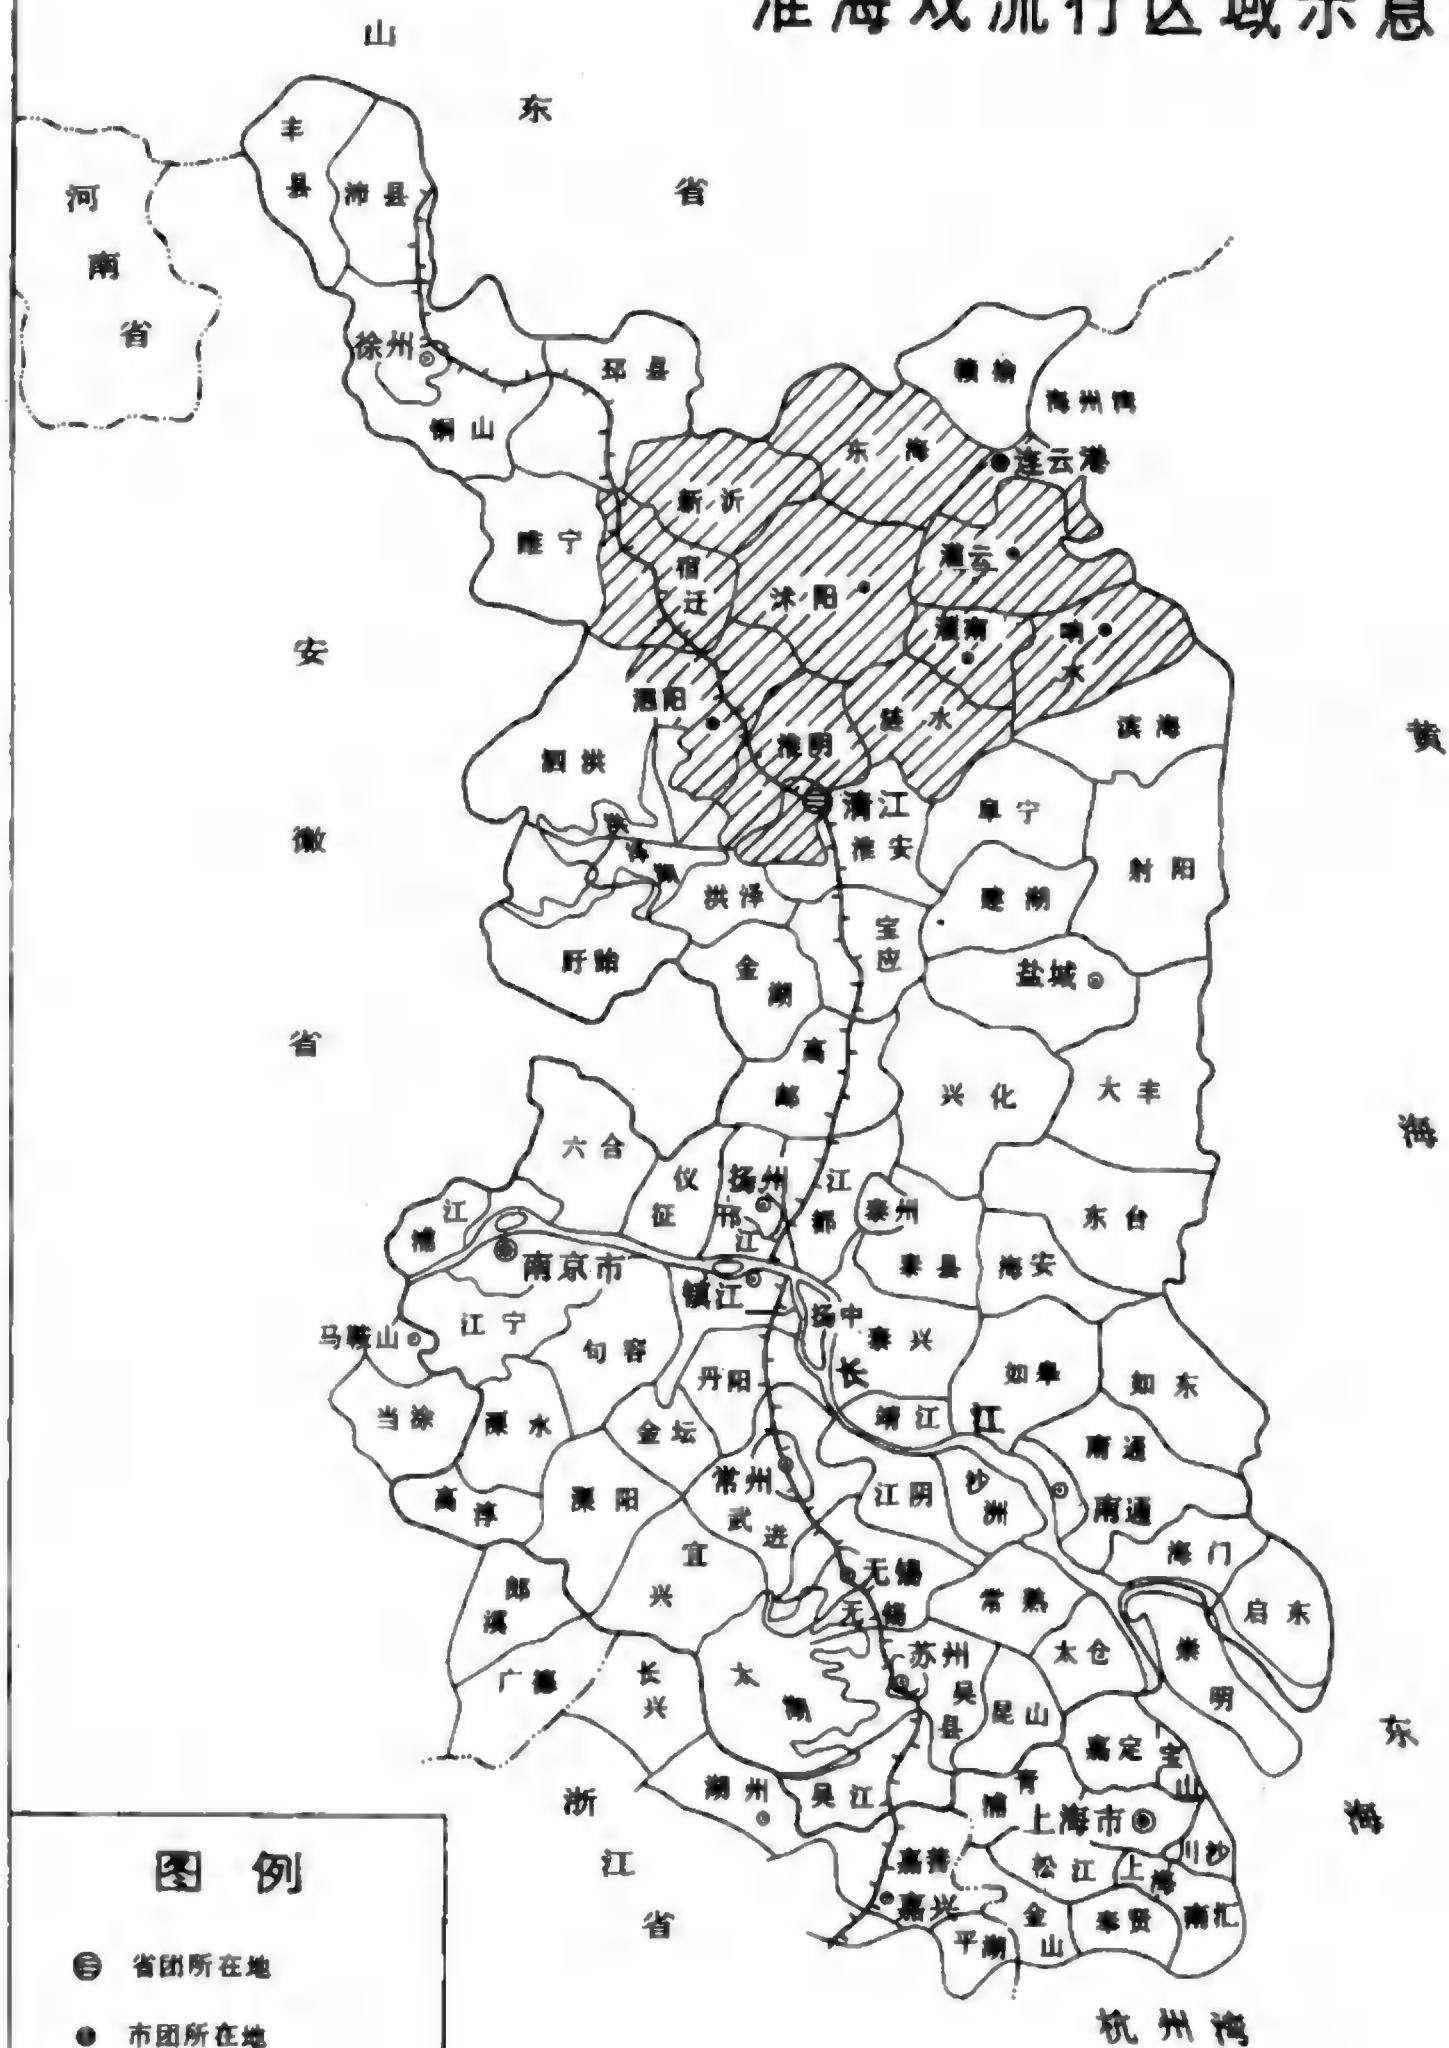 淮海戏流行区域示意
山
东
省
丰县
沛县
河南省
徐州
邳县
赣榆
海州湾
铜山
东海
连云港
新沂
睢宁
灌云
宿迁
沭阳
灌南
响水
安徽省
泗阳
涟水
滨海
黄海
淮阴
泗洪
清江
阜宁
淮安
洪泽湖
射阳
洪泽
建湖
宝应
盱眙
金湖
盐城
高邮
兴化
大丰
六合
仪征
扬州
邗江
江都
泰州
东台
江浦
泰县
海安
南京市
镇江
扬中
马鞍山
江宁
句容
泰兴
丹阳
长江
如皋
如东
当涂
溧水
金坛
靖江
南通
常州
江阴
沙洲
高淳
溧阳
南通
武进
宜兴
海门
无锡
郎溪
无锡
常熟
启东
苏州
太仓
崇明
广德
长兴
太湖
吴县
昆山
东海
嘉定
宝山
浙江省
湖州
吴江
青浦
上海市
川沙
嘉善
松江
上海
嘉兴
金山
奉贤
南汇
平湖
杭州湾
图例
省团所在地
市团所在地